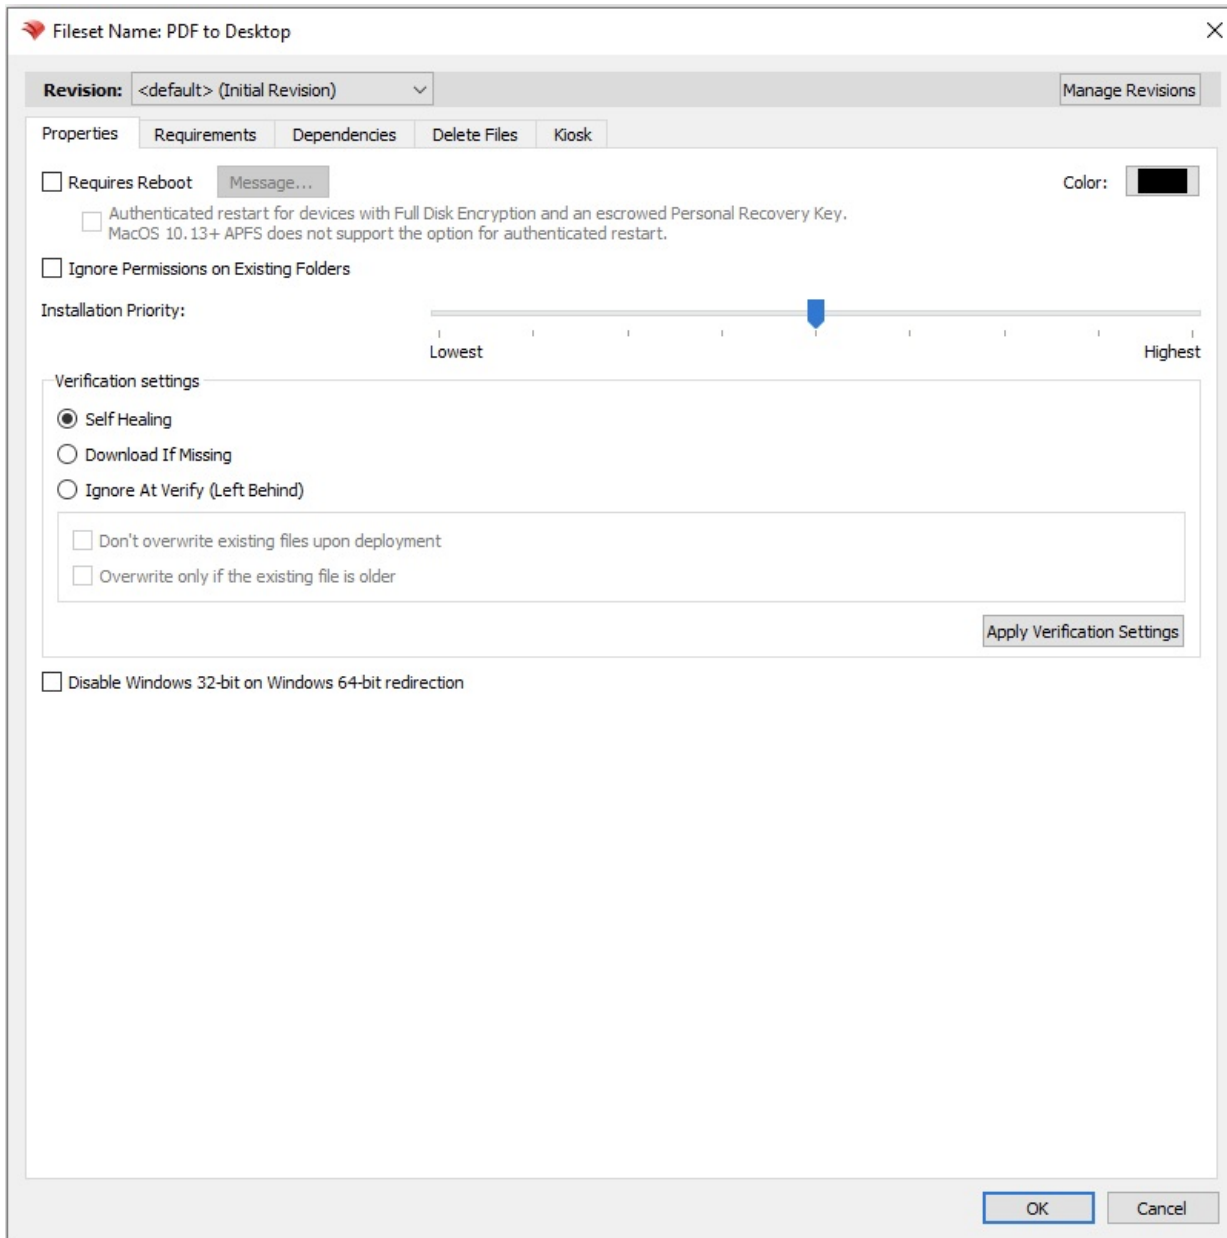 Fileset Name: PDF to Desktop
Revision: <default> (Initial Revision) Manage Revisions
Properties Requirements Dependencies Delete Files Kiosk
Requires Reboot Message... Color:
Authenticated restart for devices with Full Disk Encryption and an escrowed Personal Recovery Key.
MacOS 10.13+ APFS does not support the option for authenticated restart.
Ignore Permissions on Existing Folders
Installation Priority:
Lowest Highest
Verification settings
Self Healing
Download If Missing
Ignore At Verify (Left Behind)
Don't overwrite existing files upon deployment
Overwrite only if the existing file is older
Apply Verification Settings
Disable Windows 32-bit on Windows 64-bit redirection
OK Cancel